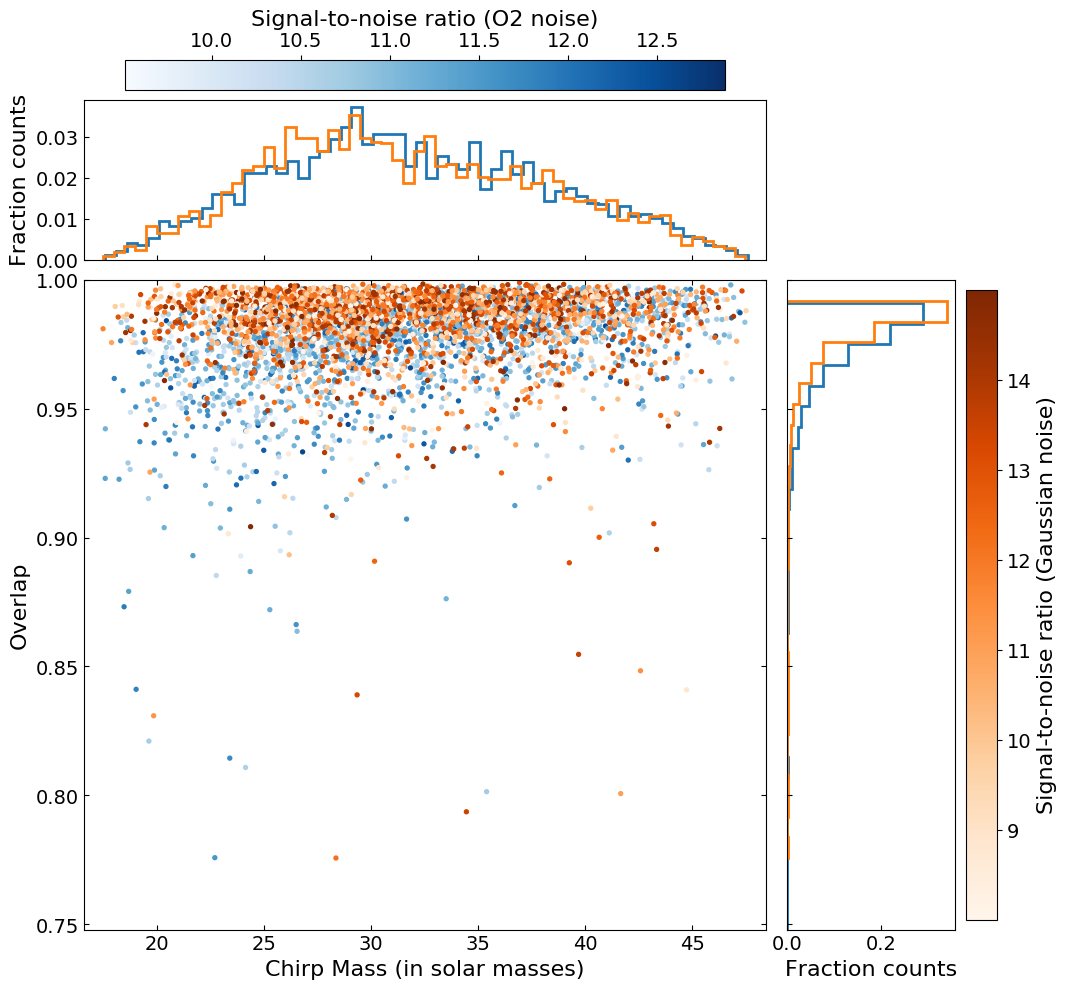 Signal-to-noise ratio (O2 noise)
10.0 10.5 11.0 11.5 12.0 12.5
Fraction counts
0.03
0.02
0.01
0.00
Overlap
1.00
0.95
0.90
0.85
0.80
0.75
20 25 30 35 40 45
Chirp Mass (in solar masses)
0.0 0.2
Fraction counts
14
13
12
11
10
9
Signal-to-noise ratio (Gaussian noise)